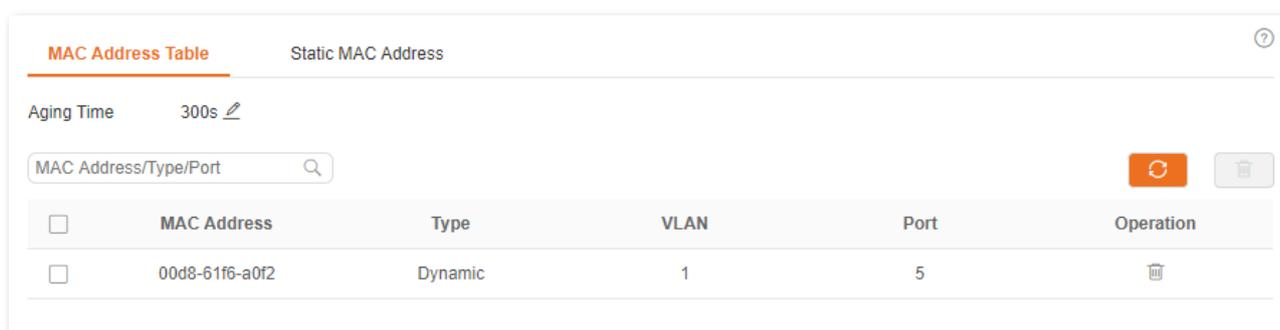 MAC Address Table Static MAC Address
Aging Time 300s
MAC Address/Type/Port
MAC Address Type VLAN Port Operation
00d8-61f6-a0f2 Dynamic 1 5